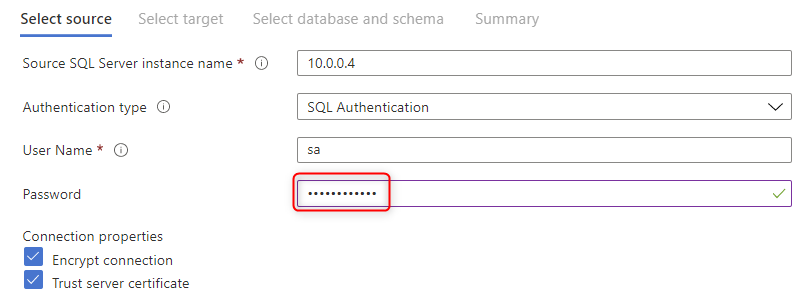 Select source Select target Select database and schema Summary
Source SQL Server instance name * 10.0.0.4
Authentication type SQL Authentication
User Name * sa
Password ••••••••••••
Connection properties
Encrypt connection
Trust server certificate